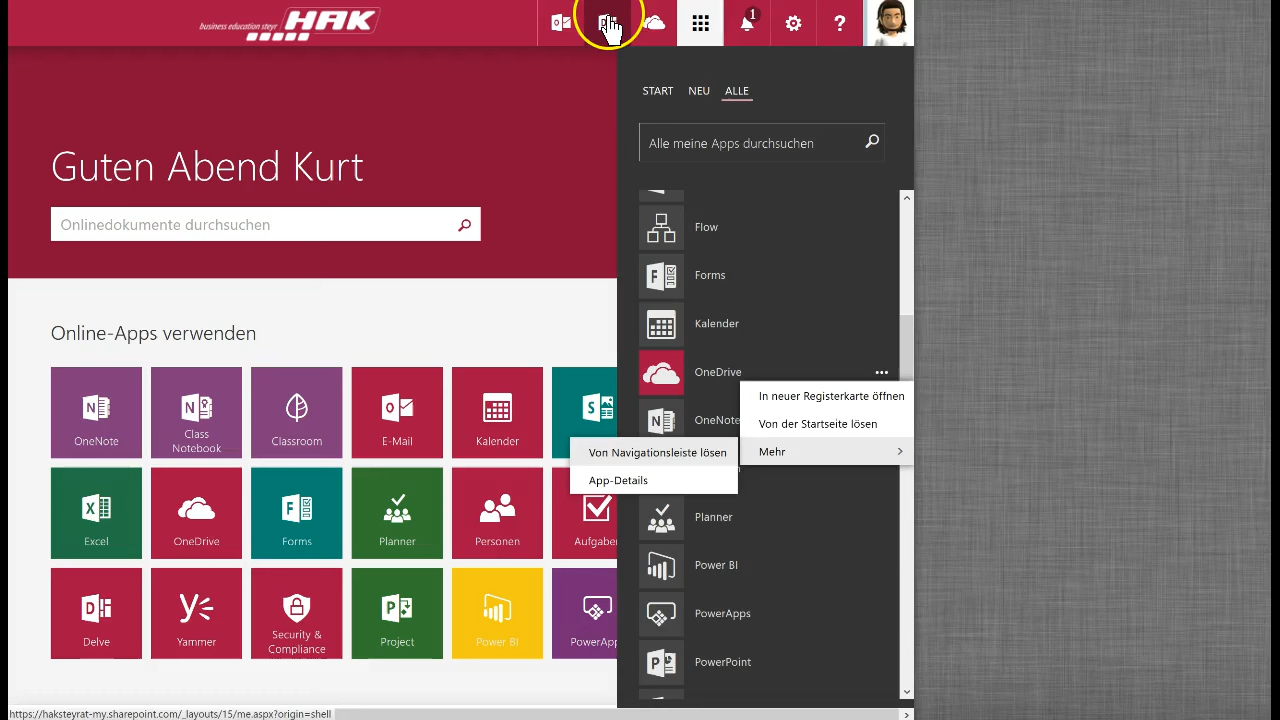 business education steyr HAK
1
?
START NEU ALLE
Alle meine Apps durchsuchen
Guten Abend Kurt
Onlinedokumente durchsuchen
Flow
Forms
Kalender
OneDrive
OneNote
In neuer Registerkarte öffnen
Von der Startseite lösen
Mehr
Von Navigationsleiste lösen
App-Details
Planner
Power BI
PowerApps
PowerPoint
Online-Apps verwenden
OneNote
Class
Notebook
Classroom
E-Mail
Kalender
Excel
OneDrive
Forms
Planner
Personen
Aufgaben
Delve
Yammer
Security &
Compliance
Project
Power BI
PowerApp
https://haksteyrat-my.sharepoint.com/_layouts/15/me.aspx?origin=shell